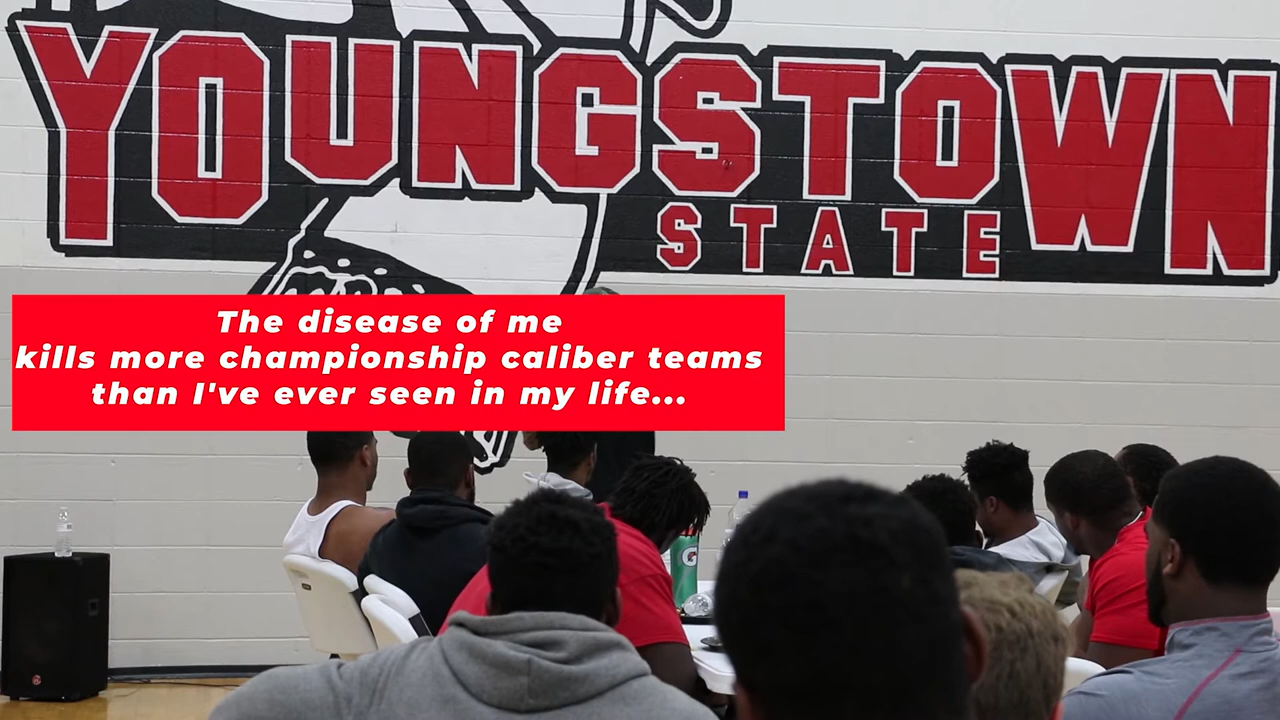 YOUNGSTOWN
STATE
The disease of me
kills more championship caliber teams
than I've ever seen in my life...
G